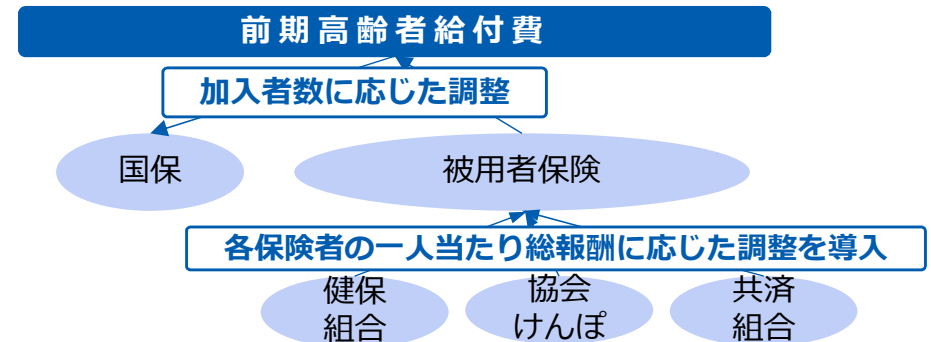 前期高齢者給付費
加入者数に応じた調整
国保
被用者保険
各保険者の一人当たり総報酬に応じた調整を導入
健保
組合
協会
けんぽ
共済
組合